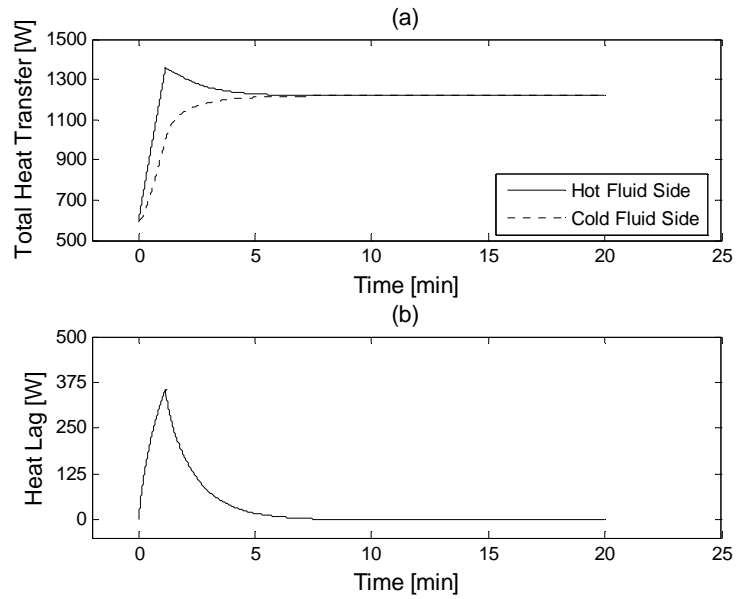 (a)
Total Heat Transfer [W]
1500
1300
1100
900
700
500
Hot Fluid Side
Cold Fluid Side
0 5 10 15 20 25
Time [min]
(b)
Heat Lag [W]
500
375
250
125
0
0 5 10 15 20 25
Time [min]